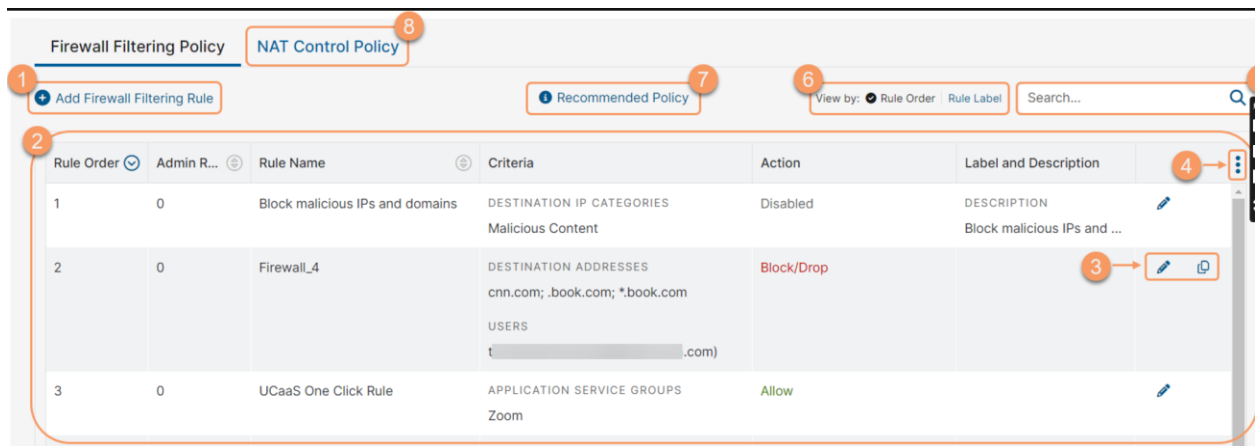 8
Firewall Filtering Policy NAT Control Policy
1 7 6
Add Firewall Filtering Rule Recommended Policy View by: Rule Order Rule Label Search...
2
Rule Order Admin R... Rule Name Criteria Action Label and Description 4
1 0 Block malicious IPs and domains DESTINATION IP CATEGORIES Disabled DESCRIPTION
Malicious Content Block malicious IPs and ...
2 0 Firewall_4 DESTINATION ADDRESSES Block/Drop 3
cnn.com; .book.com; *.book.com
USERS
t .com)
3 0 UCaaS One Click Rule APPLICATION SERVICE GROUPS Allow
Zoom